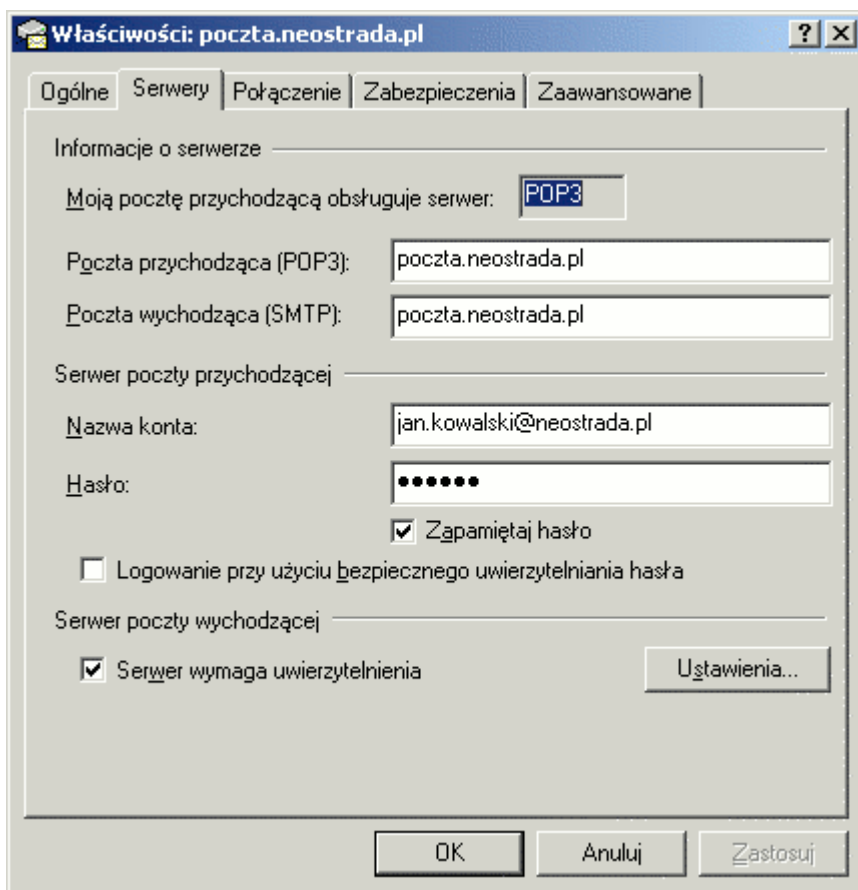 Właściwości: poczta.neostrada.pl
Ogólne Serwery Połączenie Zabezpieczenia Zaawansowane
Informacje o serwerze
Moją pocztę przychodzącą obsługuje serwer: POP3
Poczta przychodząca (POP3): poczta.neostrada.pl
Poczta wychodząca (SMTP): poczta.neostrada.pl
Serwer poczty przychodzącej
Nazwa konta: jan.kowalski@neostrada.pl
Hasło: ●●●●●●
Zapamiętaj hasło
Logowanie przy użyciu bezpiecznego uwierzytelniania hasła
Serwer poczty wychodzącej
Serwer wymaga uwierzytelnienia Ustawienia...
OK Anuluj Zastosuj